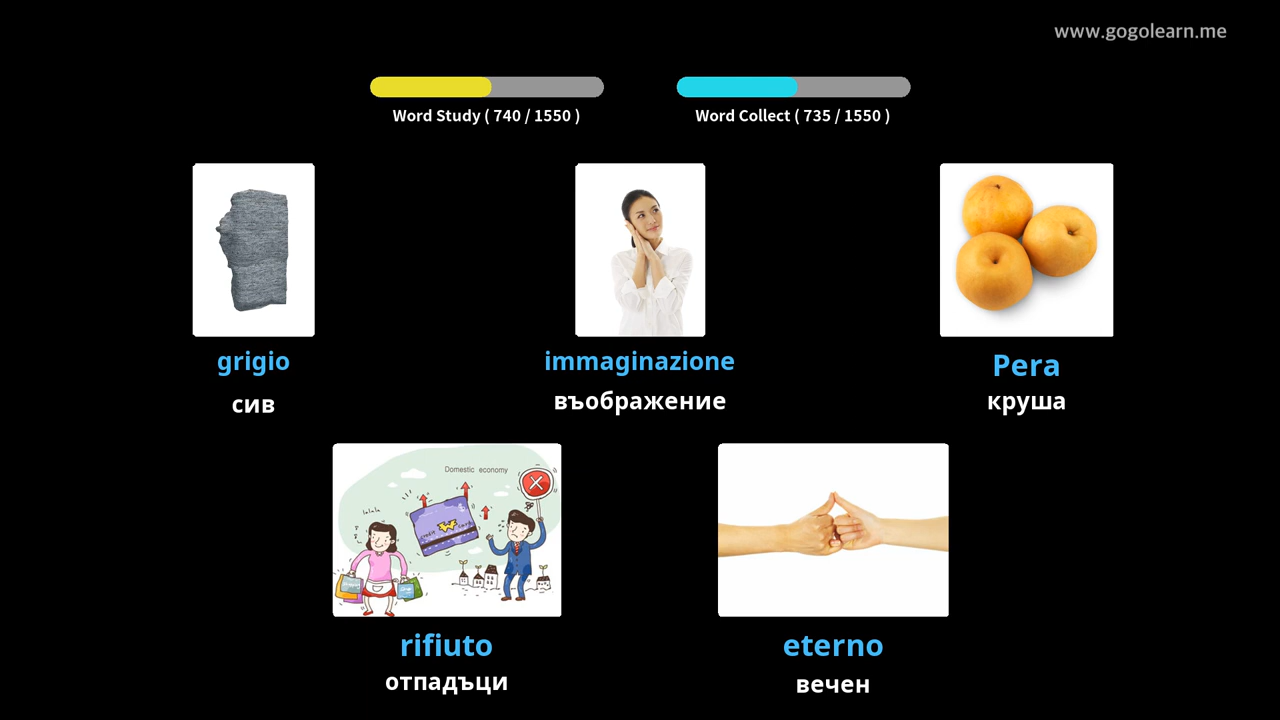 www.gogolearn.me
Word Study ( 740 / 1550 )
Word Collect ( 735 / 1550 )
grigio
immaginazione
Pera
сив
въображение
круша
Domestic economy
lalala
rifiuto
eterno
отпадъци
вечен